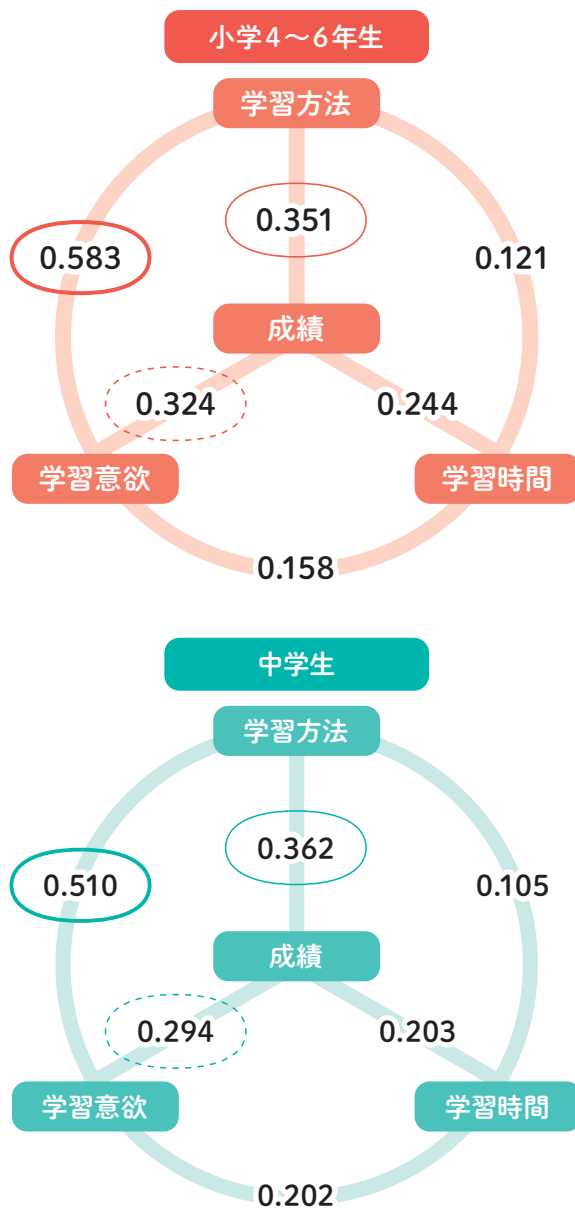 小学4～6年生
学習方法
0.351
0.583
0.121
成績
0.324
0.244
学習意欲
学習時間
0.158
中学生
学習方法
0.362
0.510
0.105
成績
0.294
0.203
学習意欲
学習時間
0.202